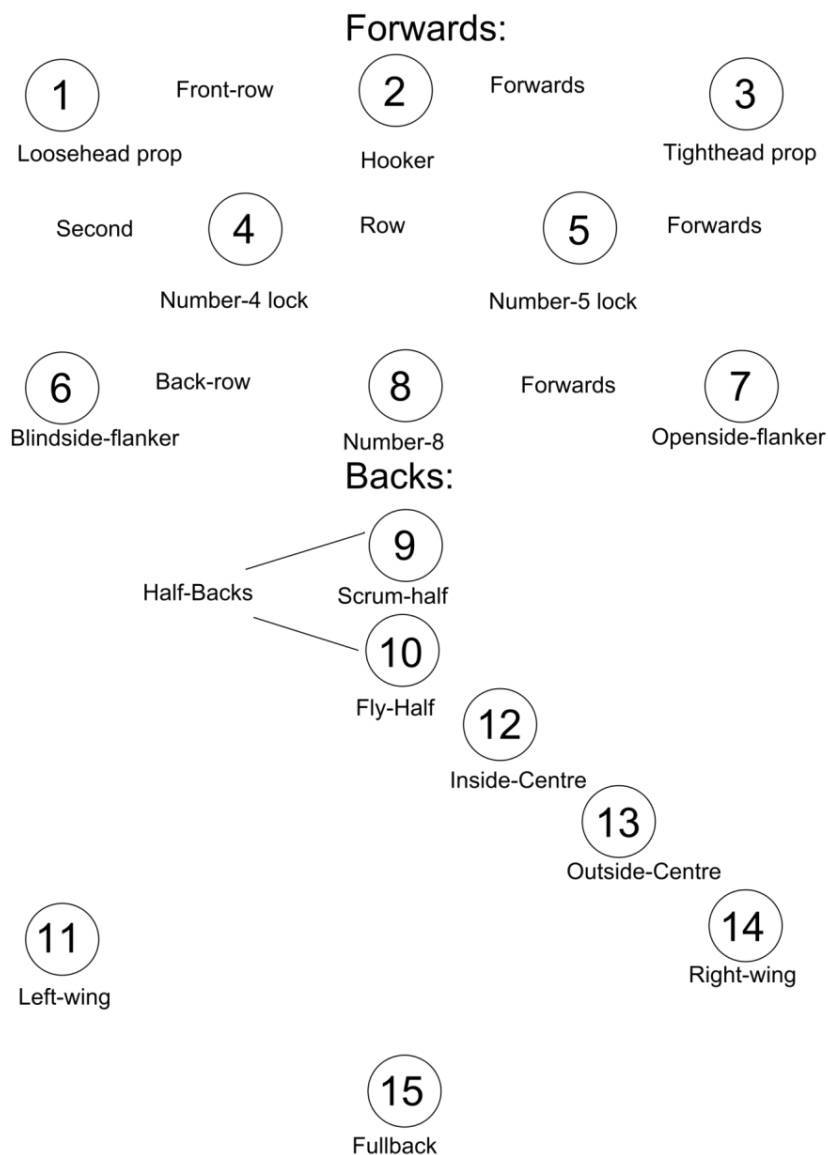 Forwards:
1 Front-row 2 Forwards 3
Loosehead prop Hooker Tighthead prop
Second 4 Row 5 Forwards
Number-4 lock Number-5 lock
6 Back-row 8 Forwards 7
Blindside-flanker Number-8 Openside-flanker
Backs:
9
Half-Backs Scrum-half
10
Fly-Half
12
Inside-Centre
13
Outside-Centre
11 14
Left-wing Right-wing
15
Fullback